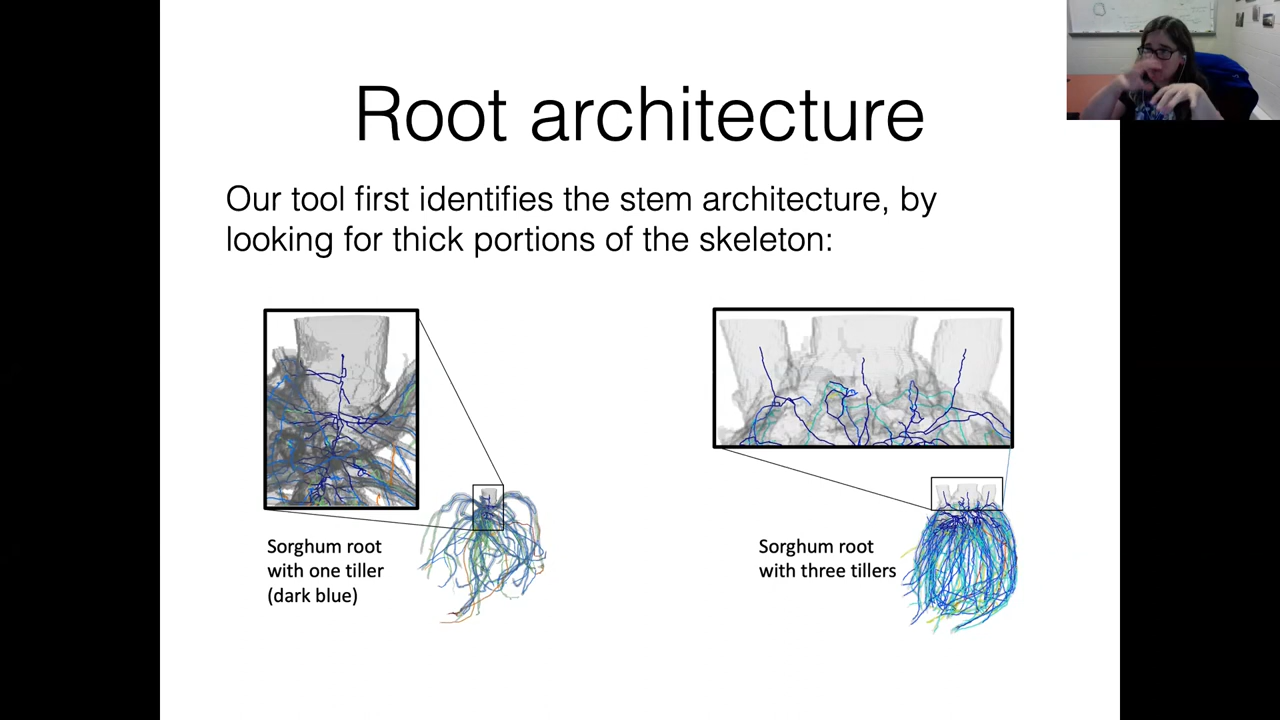 Root architecture
Our tool first identifies the stem architecture, by
looking for thick portions of the skeleton:
Sorghum root
with one tiller
(dark blue)
Sorghum root
with three tillers